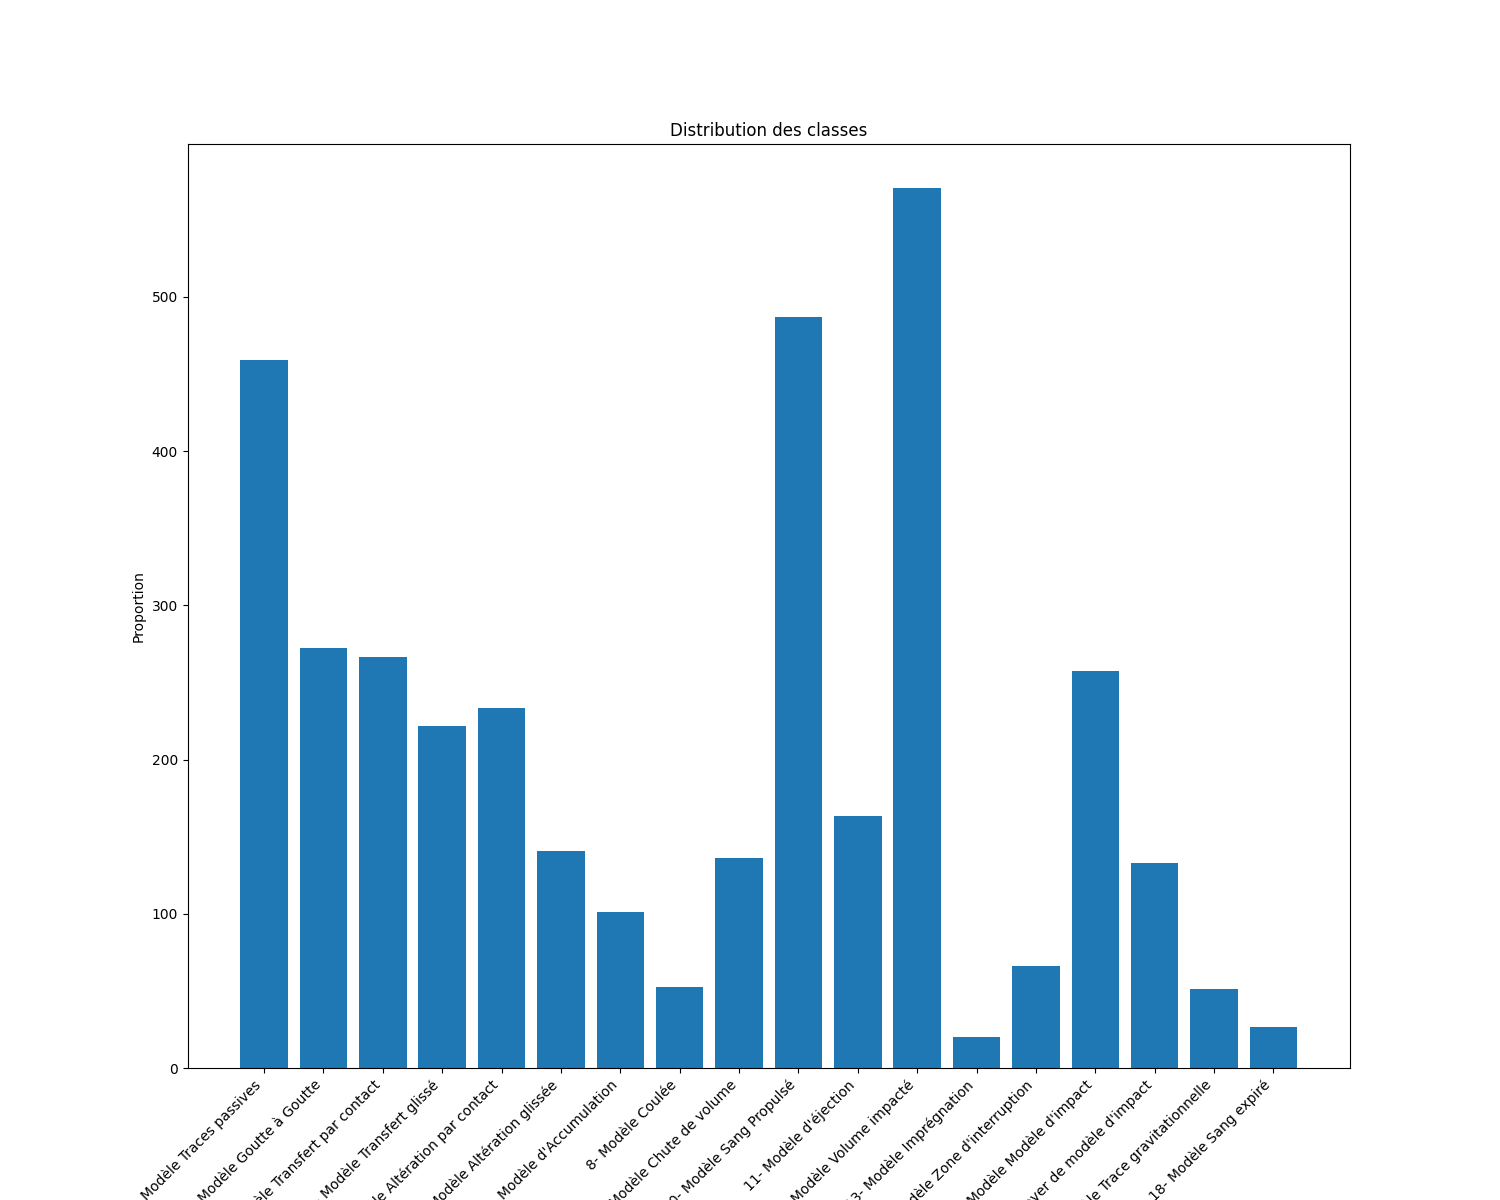 Distribution des classes
Proportion
500
400
300
200
100
0
Modèle Traces passives
Modèle Goutte à Goutte
Transfert par contact
Modèle Transfert glissé
Altération par contact
Modèle Altération glissée
Modèle d'Accumulation
8- Modèle Coulée
Modèle Chute de volume
Modèle Sang Propulsé
11- Modèle d'éjection
Modèle Volume impacté
Modèle Imprégnation
Zone d'interruption
Modèle Modèle d'impact
de modèle d'impact
Trace gravitationnelle
18- Modèle Sang expiré